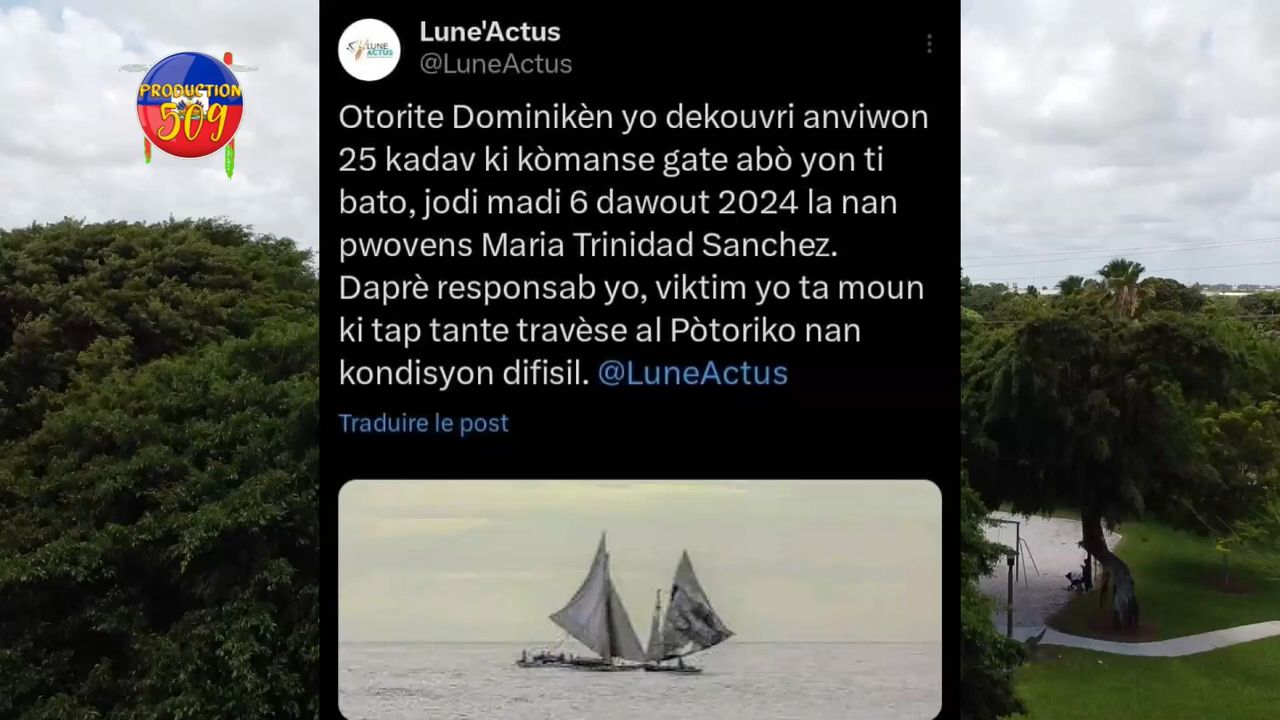 PRODUCTION
509
LUNE
ACTUS
Lune'Actus
@LuneActus
Otorite Dominikèn yo dekouvri anviwon
25 kadav ki kòmanse gate abò yon ti
bato, jodi madi 6 dawout 2024 la nan
pwovens Maria Trinidad Sanchez.
Daprè responsab yo, viktim yo ta moun
ki tap tante travèse al Pòtoriko nan
kondisyon difisil. @LuneActus
Traduire le post